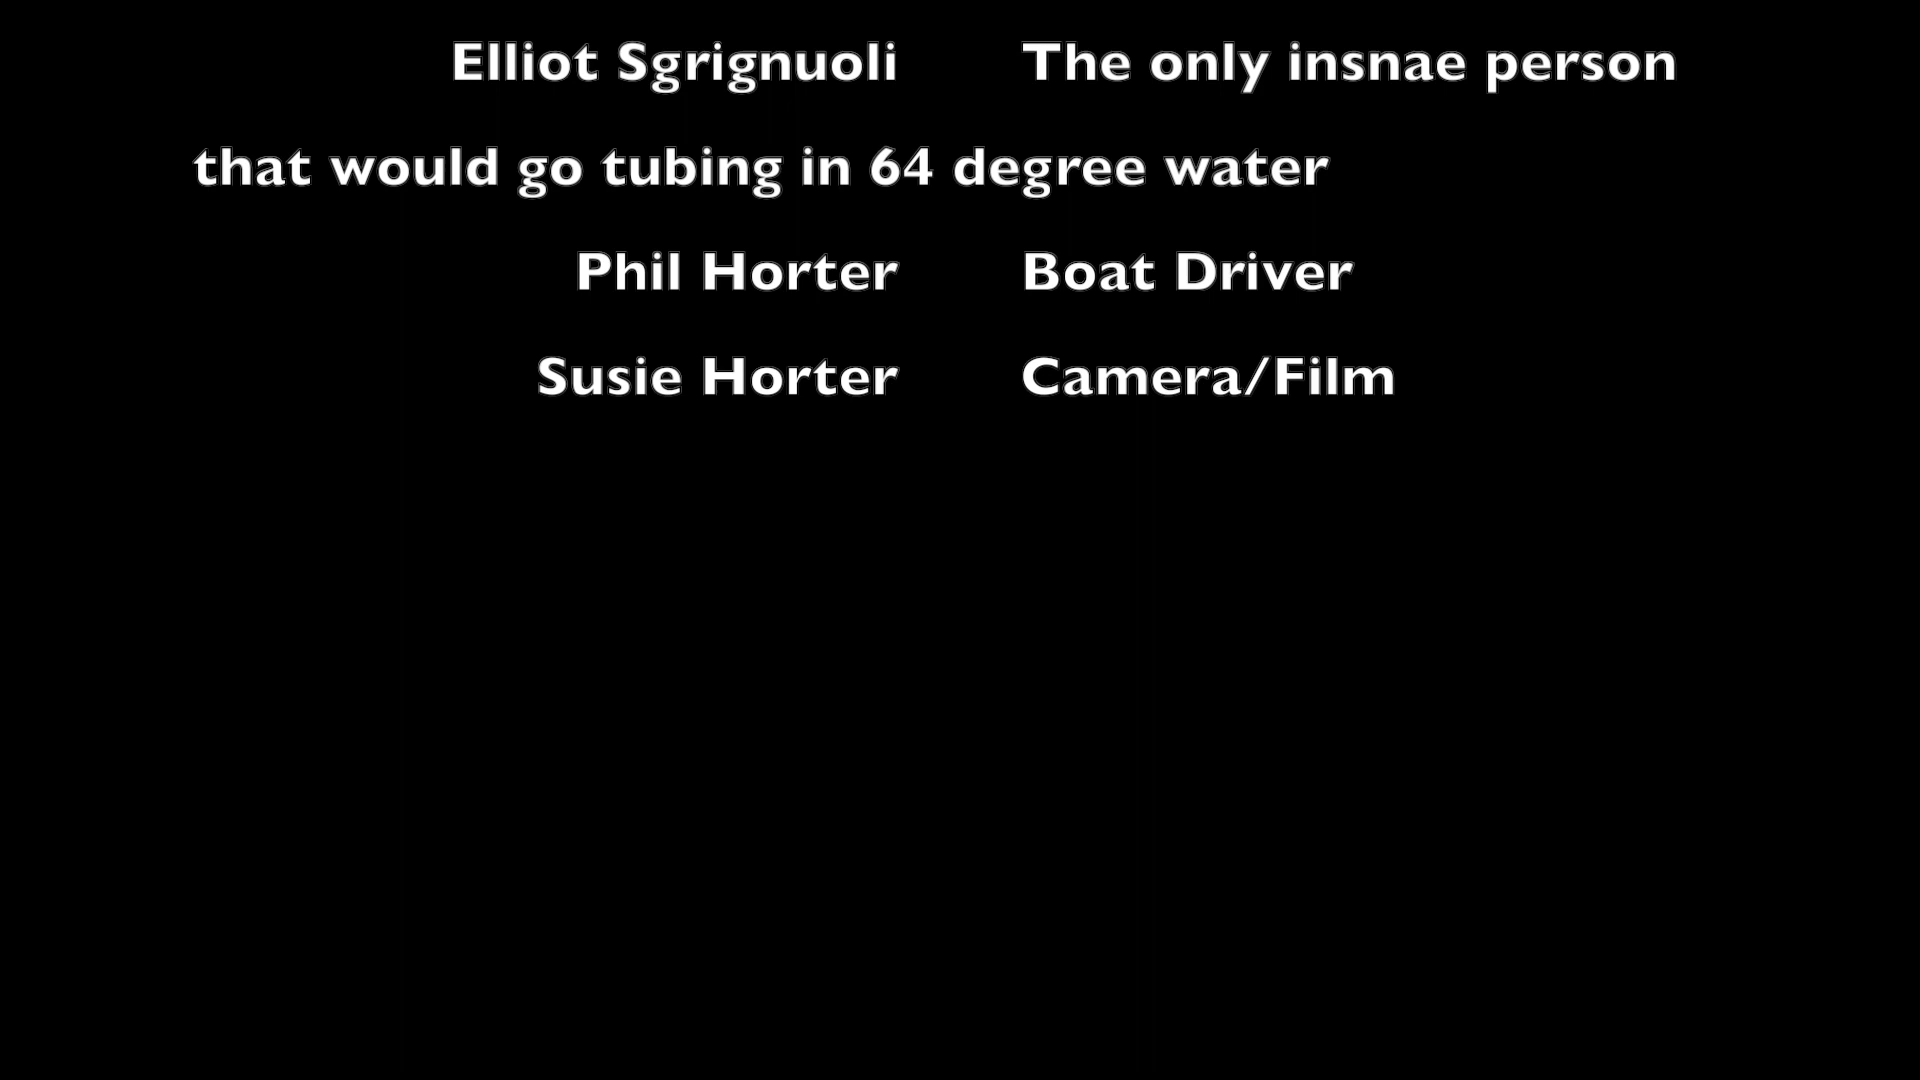 Elliot Sgrignuoli The only insnae person
that would go tubing in 64 degree water
Phil Horter Boat Driver
Susie Horter Camera/Film